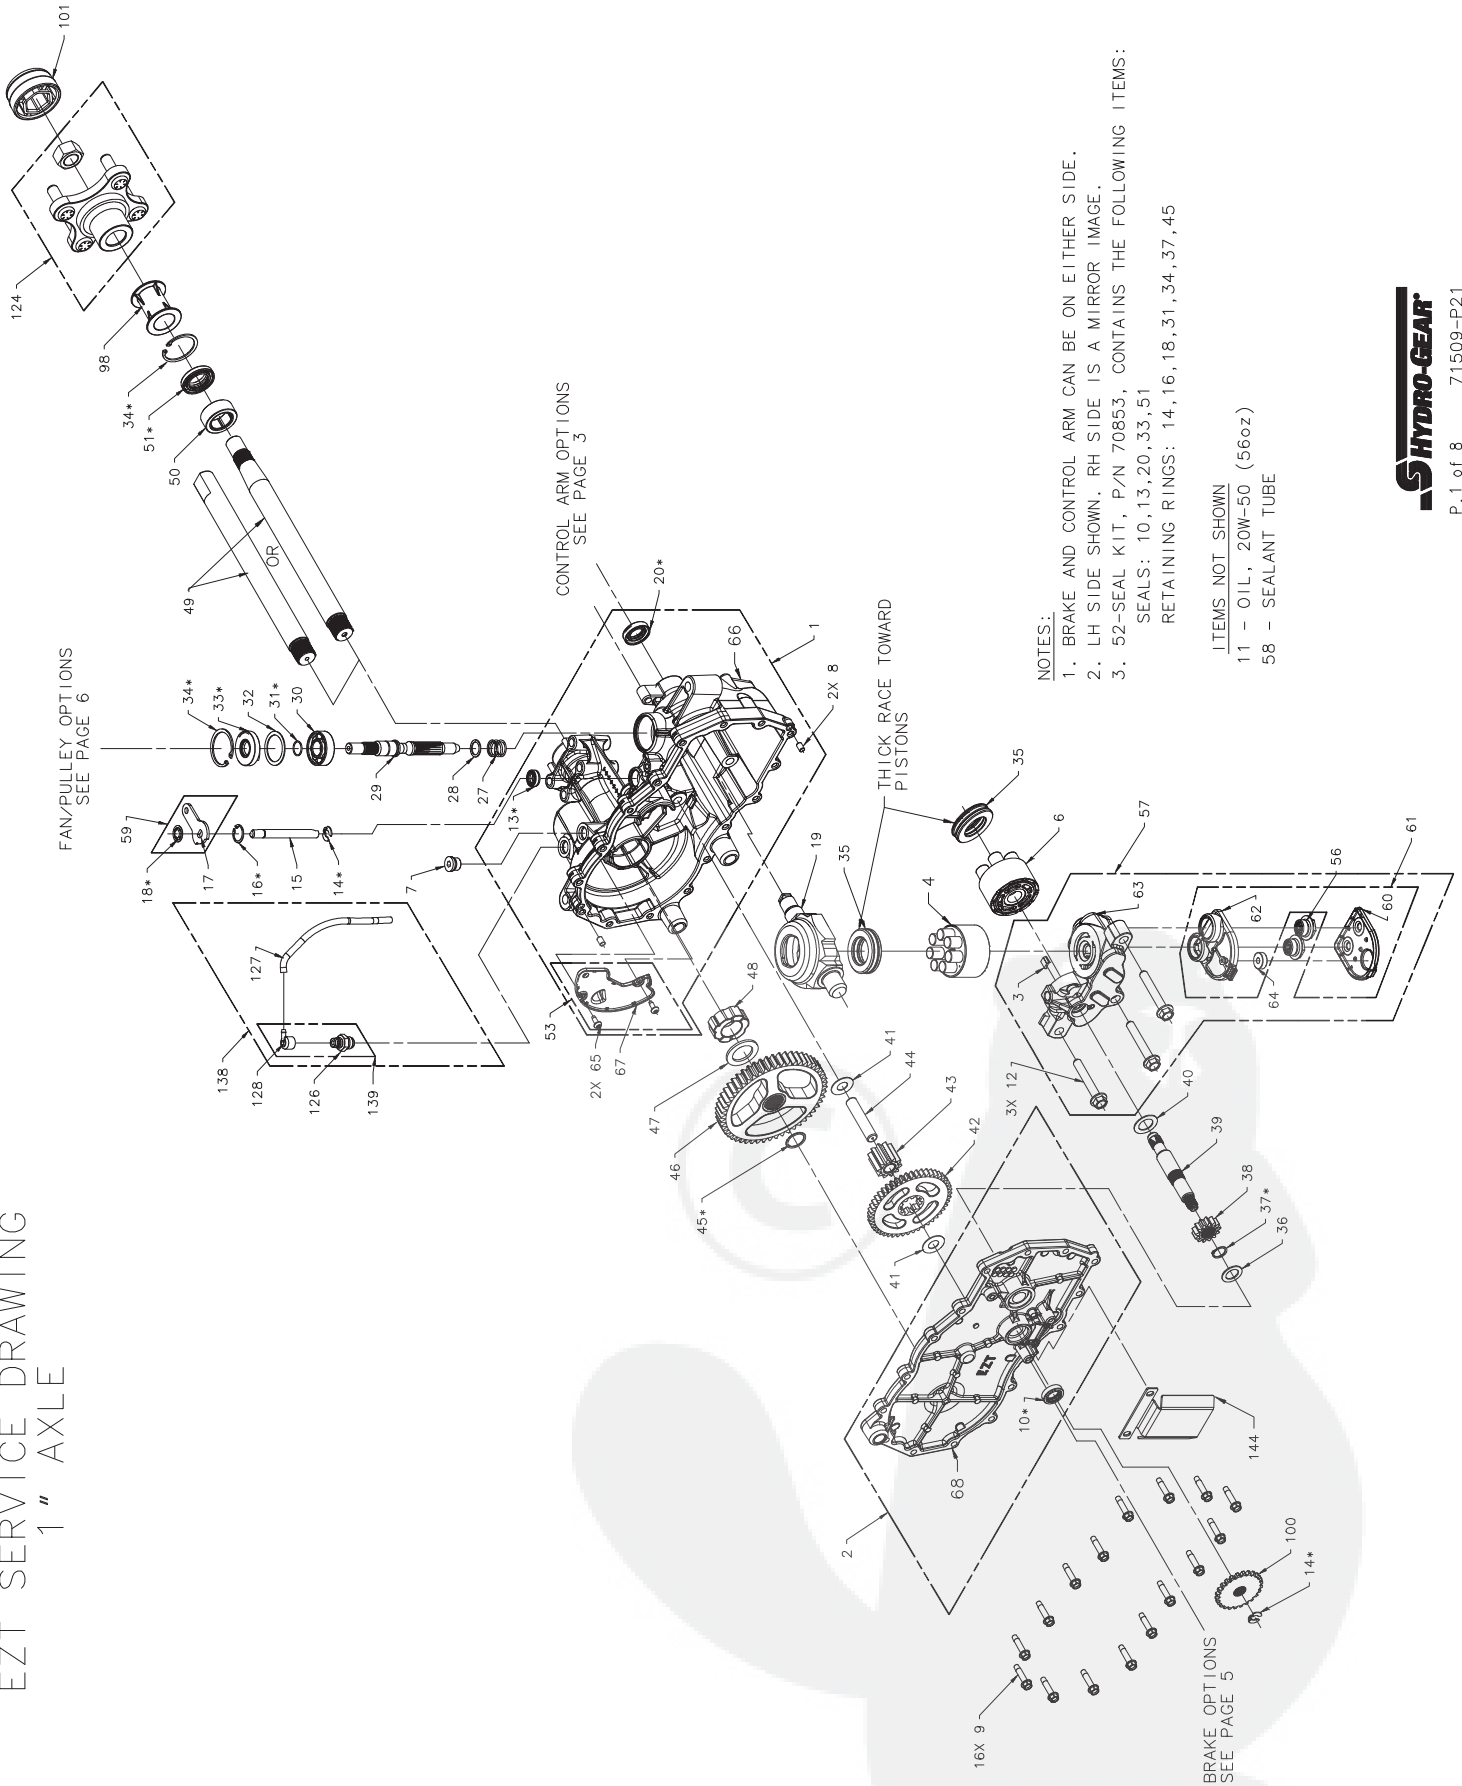 EZT SERVICE DRAWING
1" AXLE
FAN/PULLEY OPTIONS
SEE PAGE 6
CONTROL ARM OPTIONS
SEE PAGE 3
THICK RACE TOWARD
PISTONS
BRAKE OPTIONS
SEE PAGE 5
101
124
98
34*
51*
50
49
OR
34*
33*
32
31*
30
29
28
27
59
18*
17
16*
15
14*
7
13*
20*
1
66
2X 8
127
138
128
126
139
53
2X 65
67
48
47
46
45*
19
35
35
4
6
57
63
3
62
56
61
60
64
3X 12
41
44
43
42
41
40
39
38
37*
36
2
68
10*
144
100
14*
16X 9
EZT
NOTES:
1. BRAKE AND CONTROL ARM CAN BE ON EITHER SIDE.
2. LH SIDE SHOWN. RH SIDE IS A MIRROR IMAGE.
3. 52-SEAL KIT, P/N 70853, CONTAINS THE FOLLOWING ITEMS:
SEALS: 10,13,20,33,51
RETAINING RINGS: 14,16,18,31,34,37,45
ITEMS NOT SHOWN
11 - OIL, 20W-50 (56oz)
58 - SEALANT TUBE
HYDRO-GEAR®
P.1 of 8 71509-P21
©